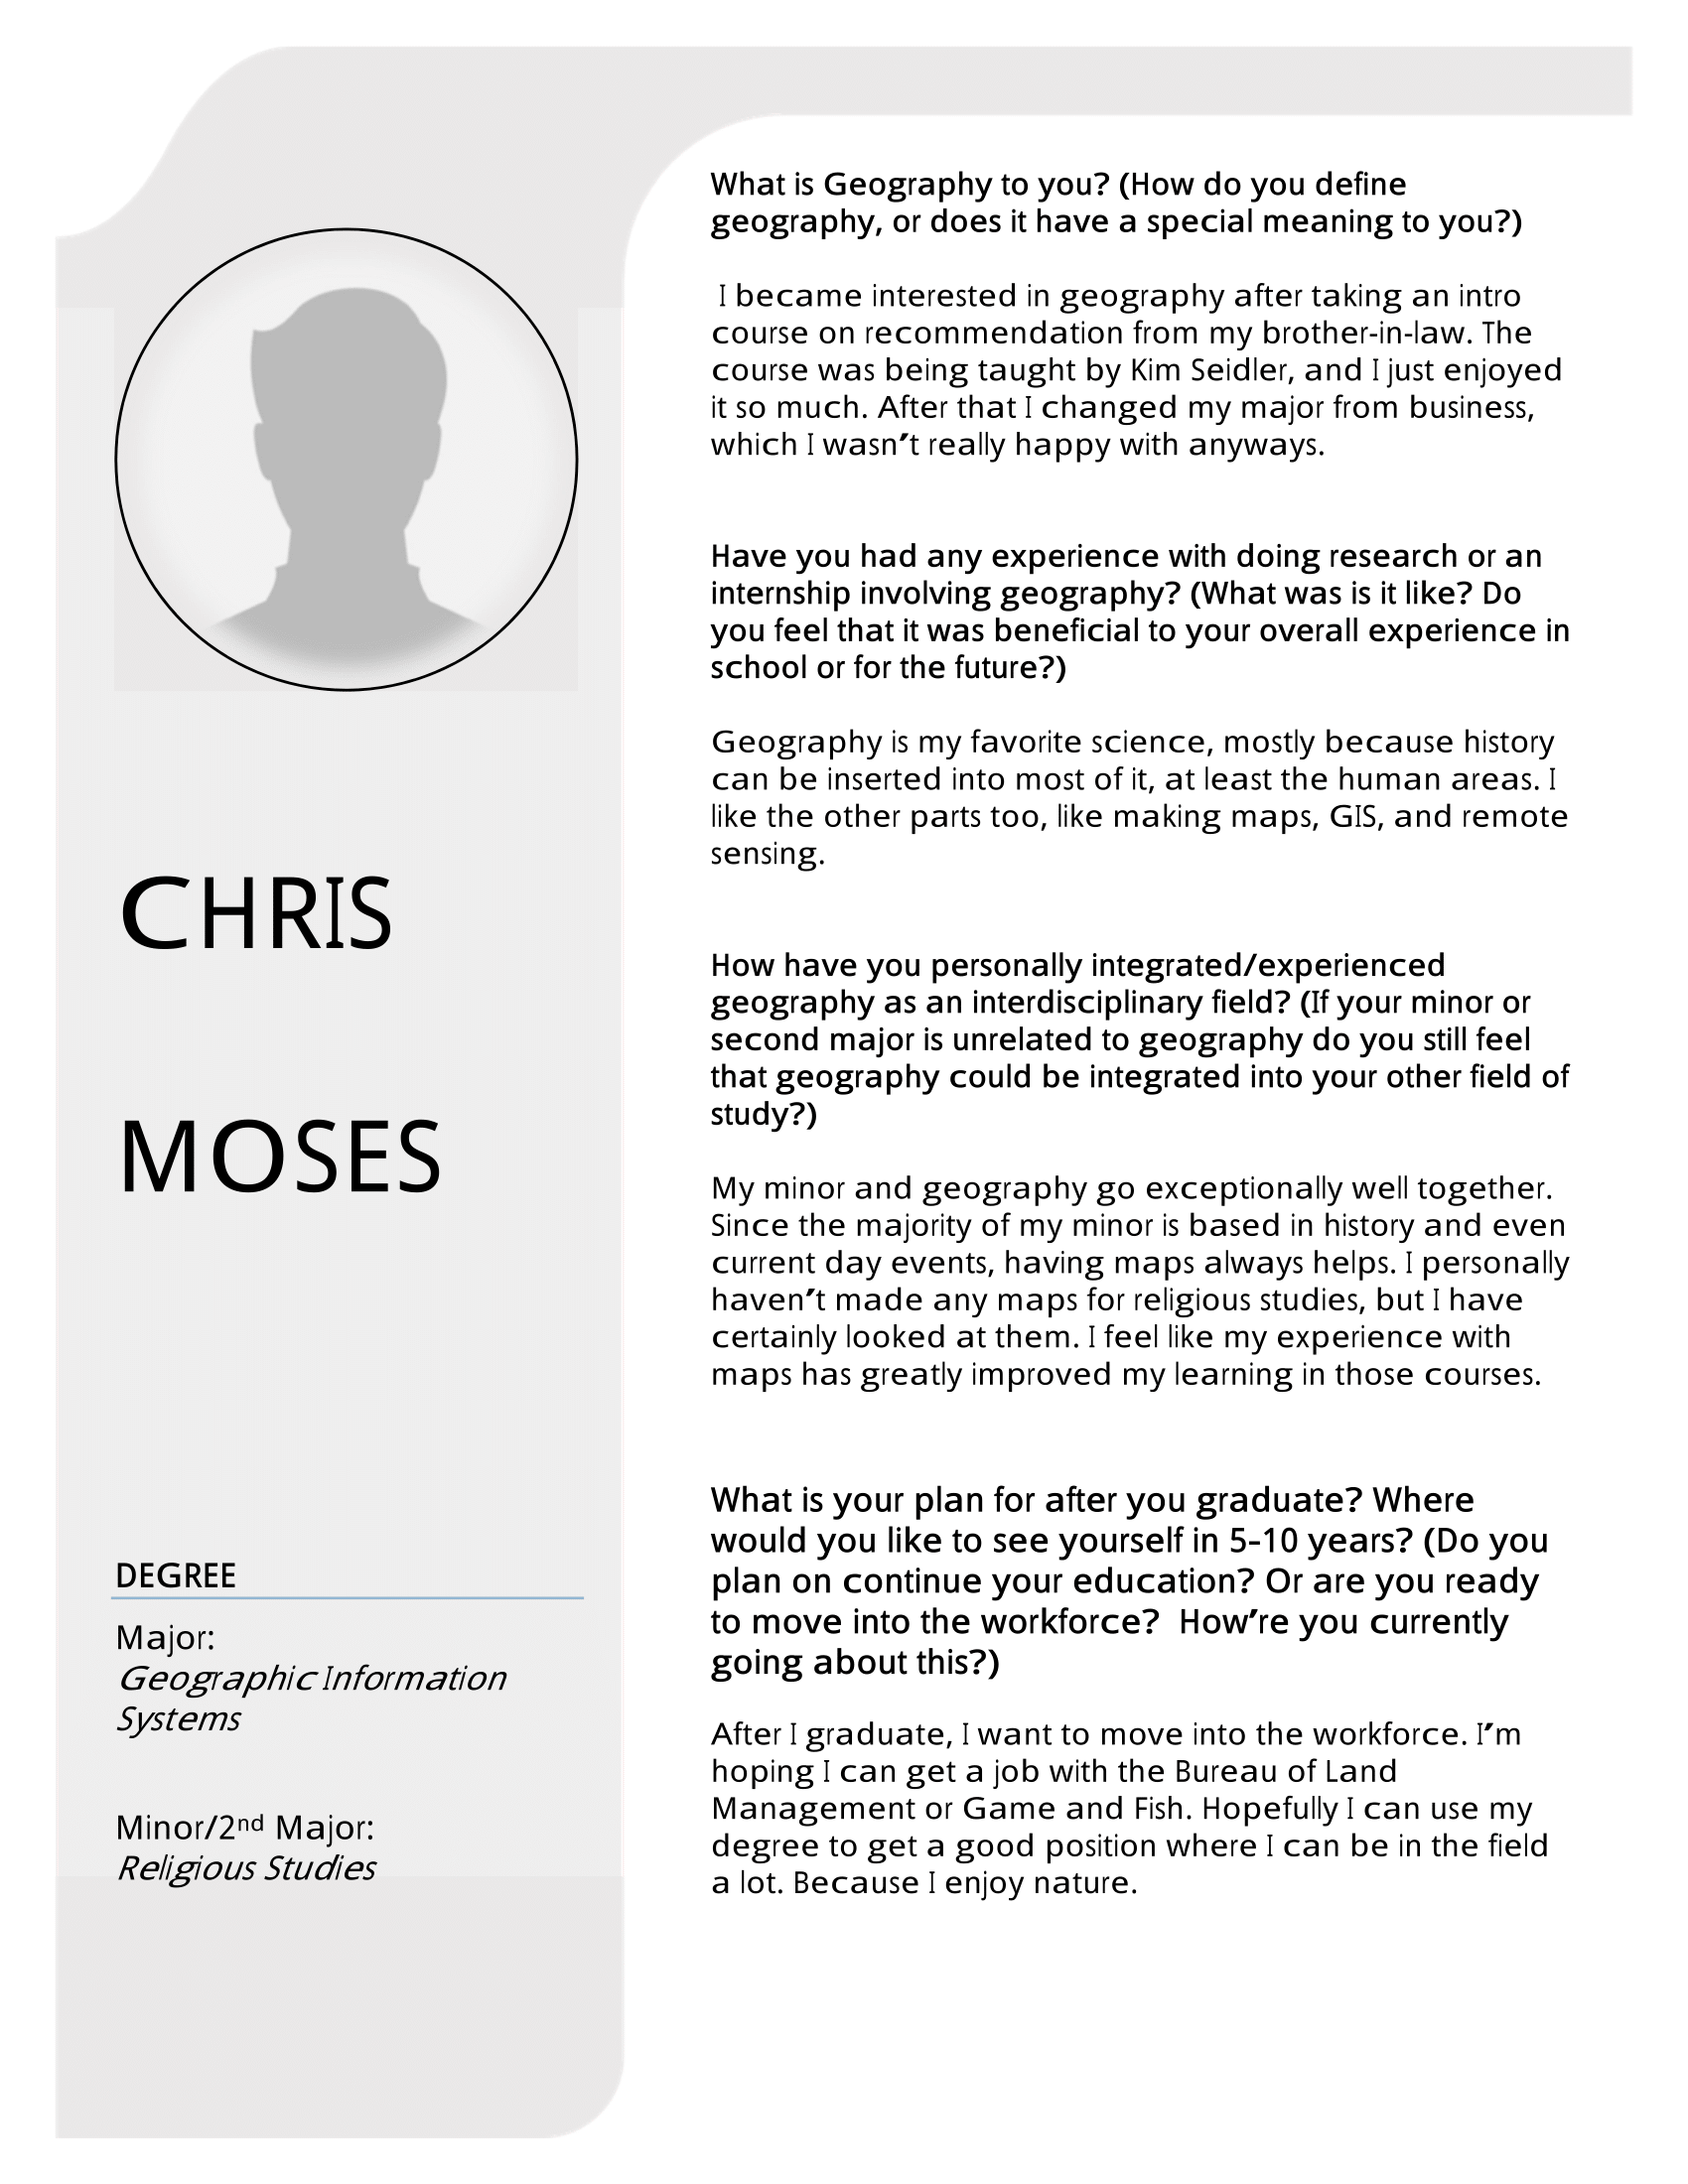 CHRIS
MOSES
DEGREE
Major:
Geographic Information
Systems
Minor/2nd Major:
Religious Studies
What is Geography to you? (How do you define
geography, or does it have a special meaning to you?)
I became interested in geography after taking an intro
course on recommendation from my brother-in-law. The
course was being taught by Kim Seidler, and I just enjoyed
it so much. After that I changed my major from business,
which I wasn’t really happy with anyways.
Have you had any experience with doing research or an
internship involving geography? (What was is it like? Do
you feel that it was beneficial to your overall experience in
school or for the future?)
Geography is my favorite science, mostly because history
can be inserted into most of it, at least the human areas. I
like the other parts too, like making maps, GIS, and remote
sensing.
How have you personally integrated/experienced
geography as an interdisciplinary field? (If your minor or
second major is unrelated to geography do you still feel
that geography could be integrated into your other field of
study?)
My minor and geography go exceptionally well together.
Since the majority of my minor is based in history and even
current day events, having maps always helps. I personally
haven’t made any maps for religious studies, but I have
certainly looked at them. I feel like my experience with
maps has greatly improved my learning in those courses.
What is your plan for after you graduate? Where
would you like to see yourself in 5-10 years? (Do you
plan on continue your education? Or are you ready
to move into the workforce?  How’re you currently
going about this?)
After I graduate, I want to move into the workforce. I’m
hoping I can get a job with the Bureau of Land
Management or Game and Fish. Hopefully I can use my
degree to get a good position where I can be in the field
a lot. Because I enjoy nature.